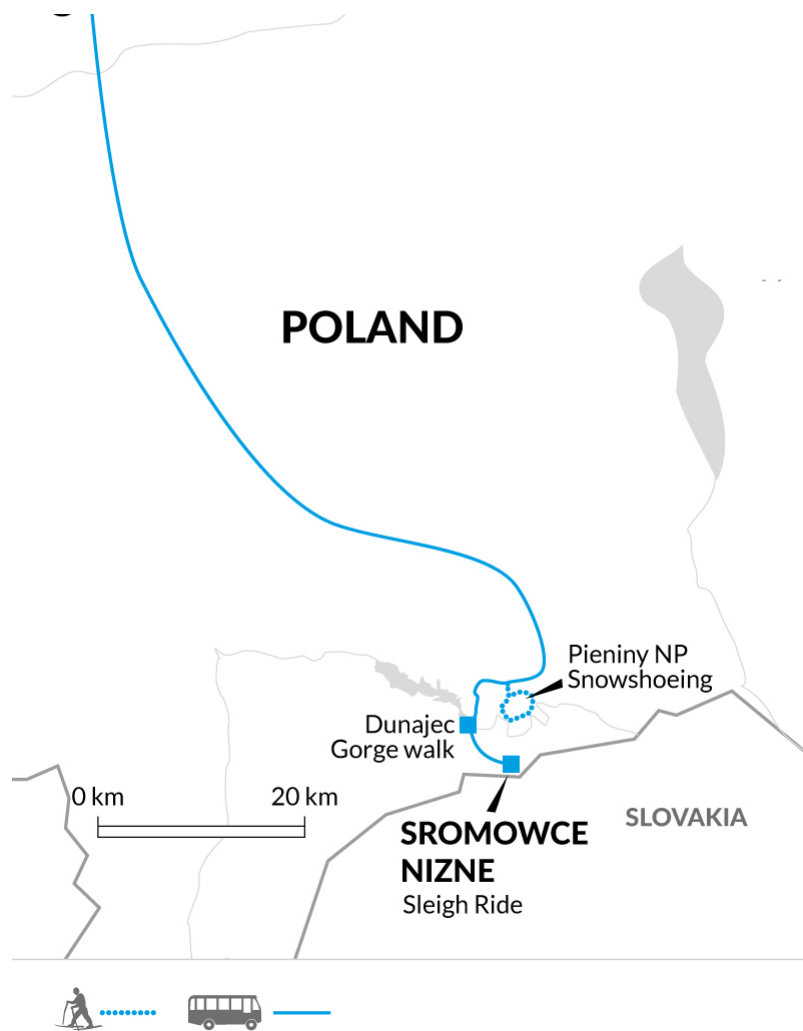 POLAND
Pieniny NP
Snowshoeing
Dunajec
Gorge walk
0 km
20 km
SROMOWCE
NIZNE
Sleigh Ride
SLOVAKIA